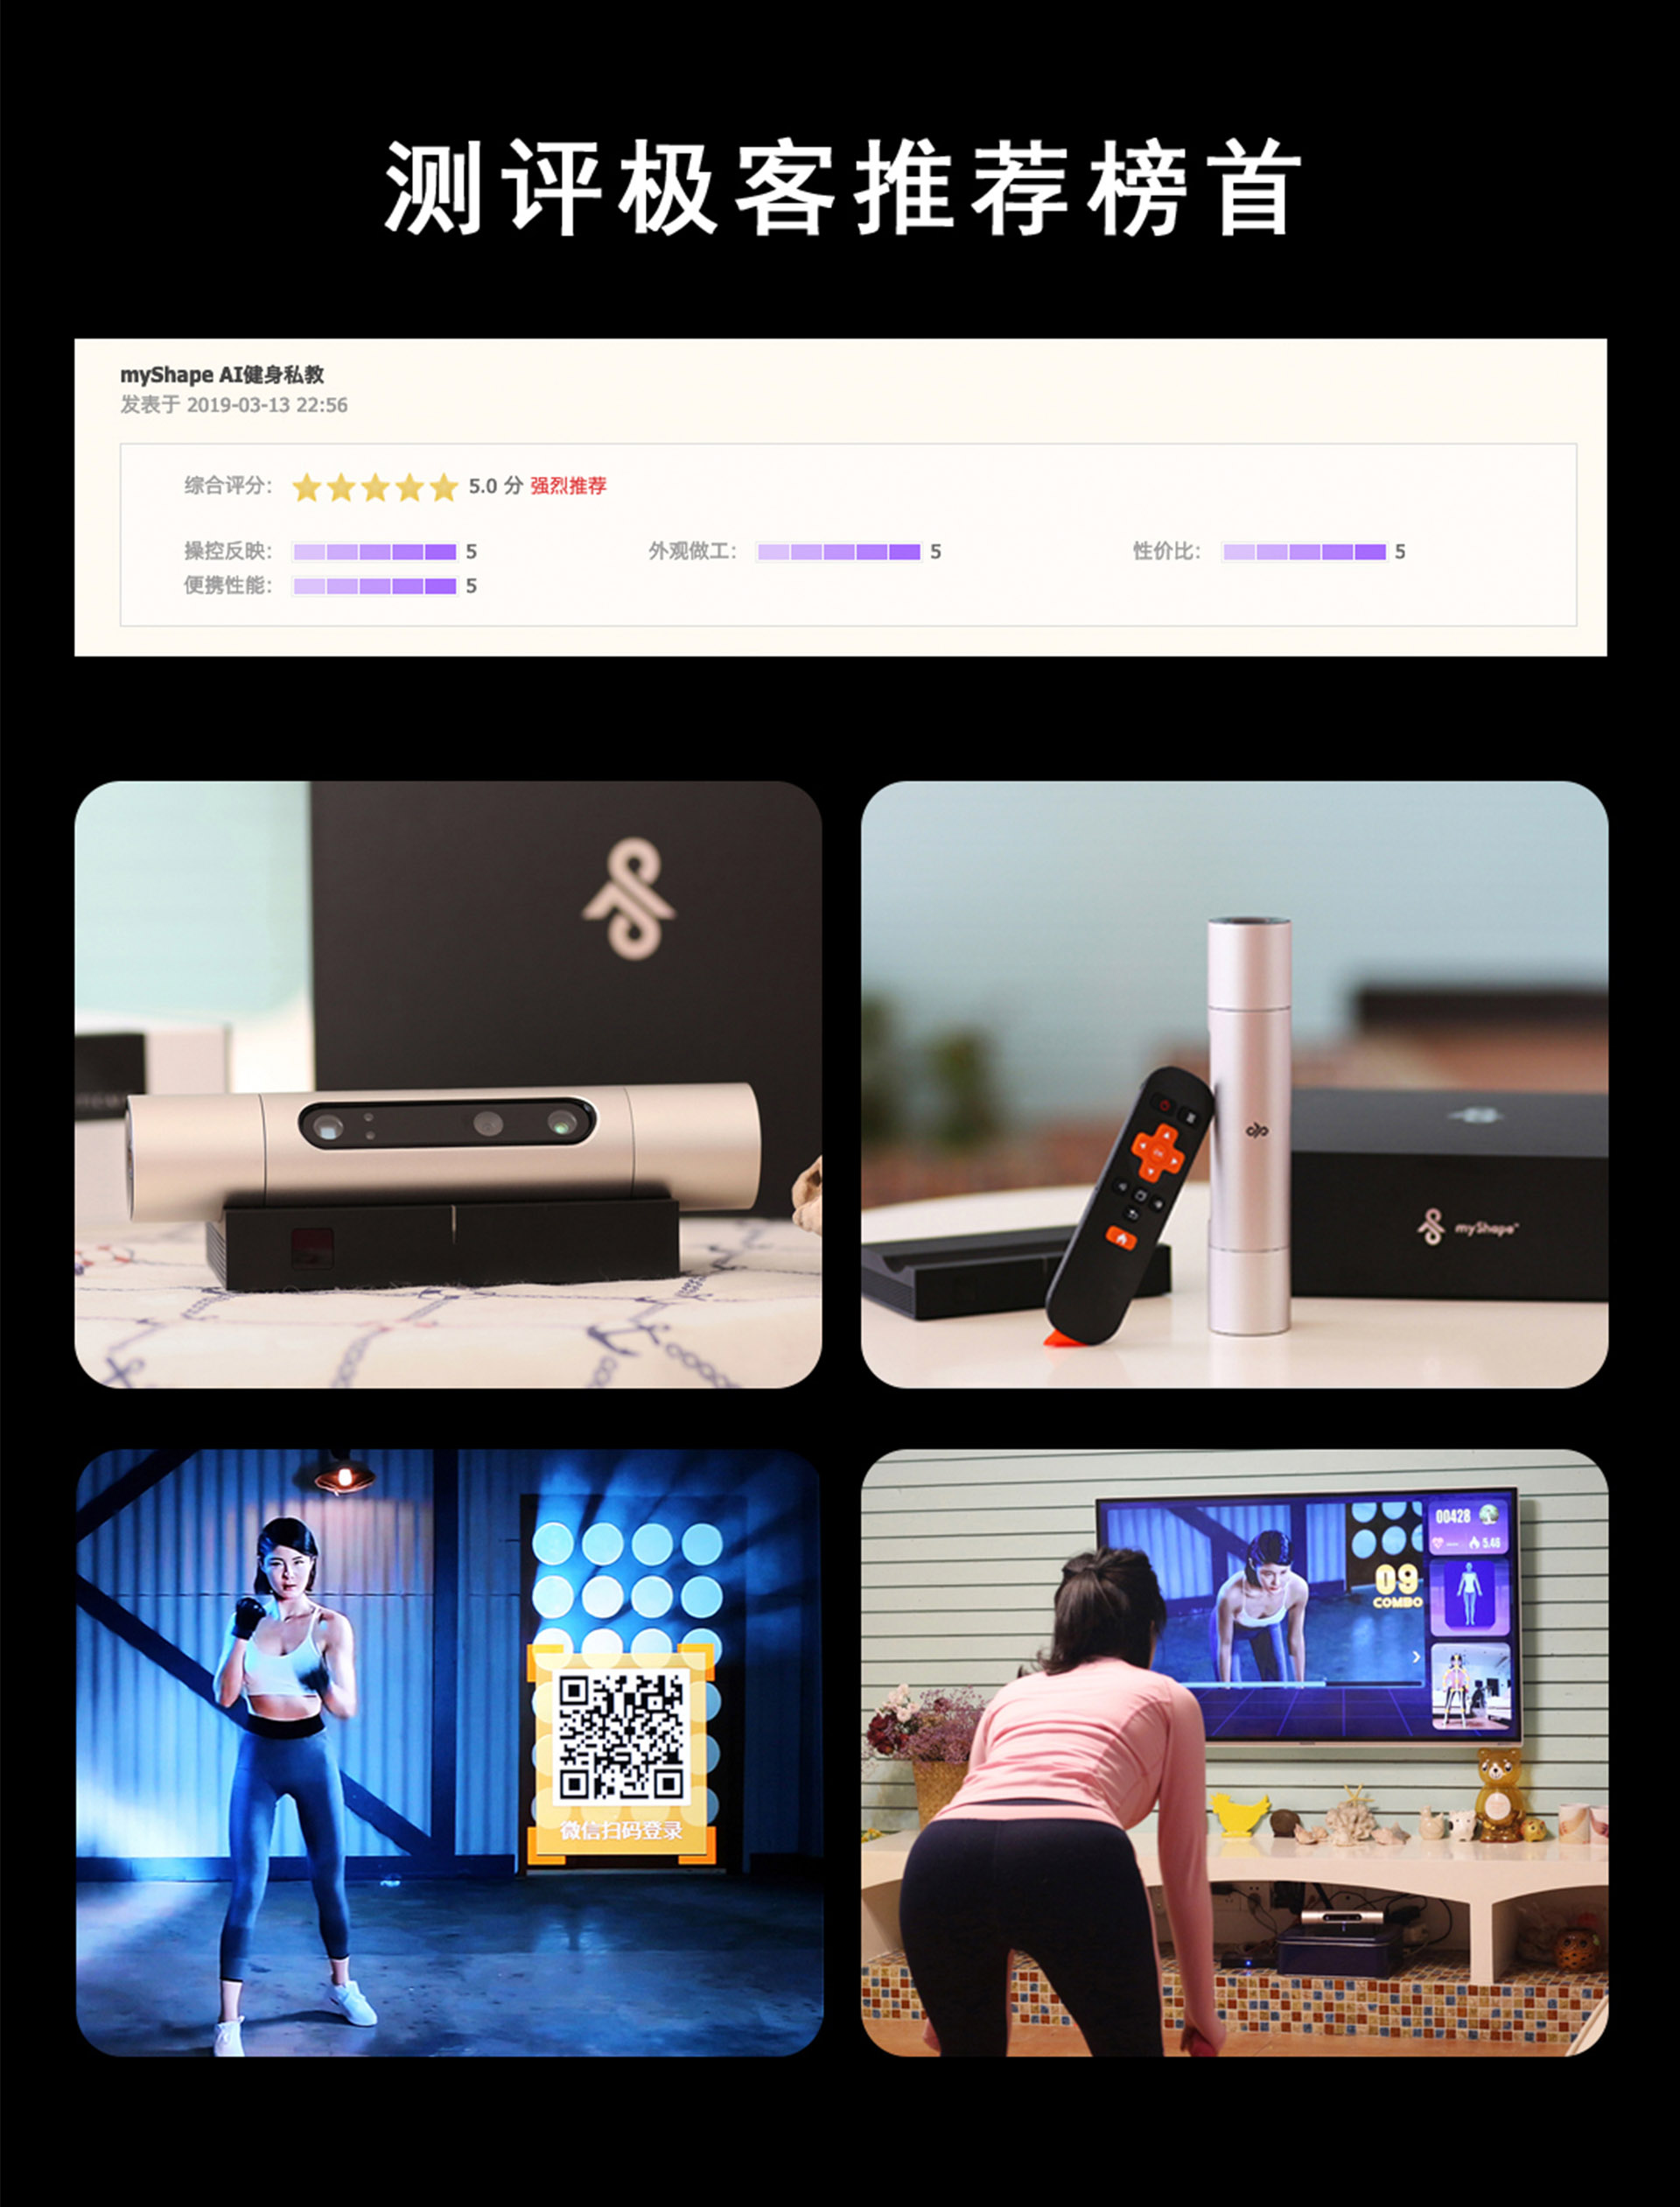 测评极客推荐榜首
myShape AI健身私教
发表于 2019-03-13 22:56
综合评分： 5.0 分 强烈推荐
操控反映： 5 外观做工： 5 性价比： 5
便携性能： 5
myShape
微信扫码登录
00428
5.46
09
COMBO